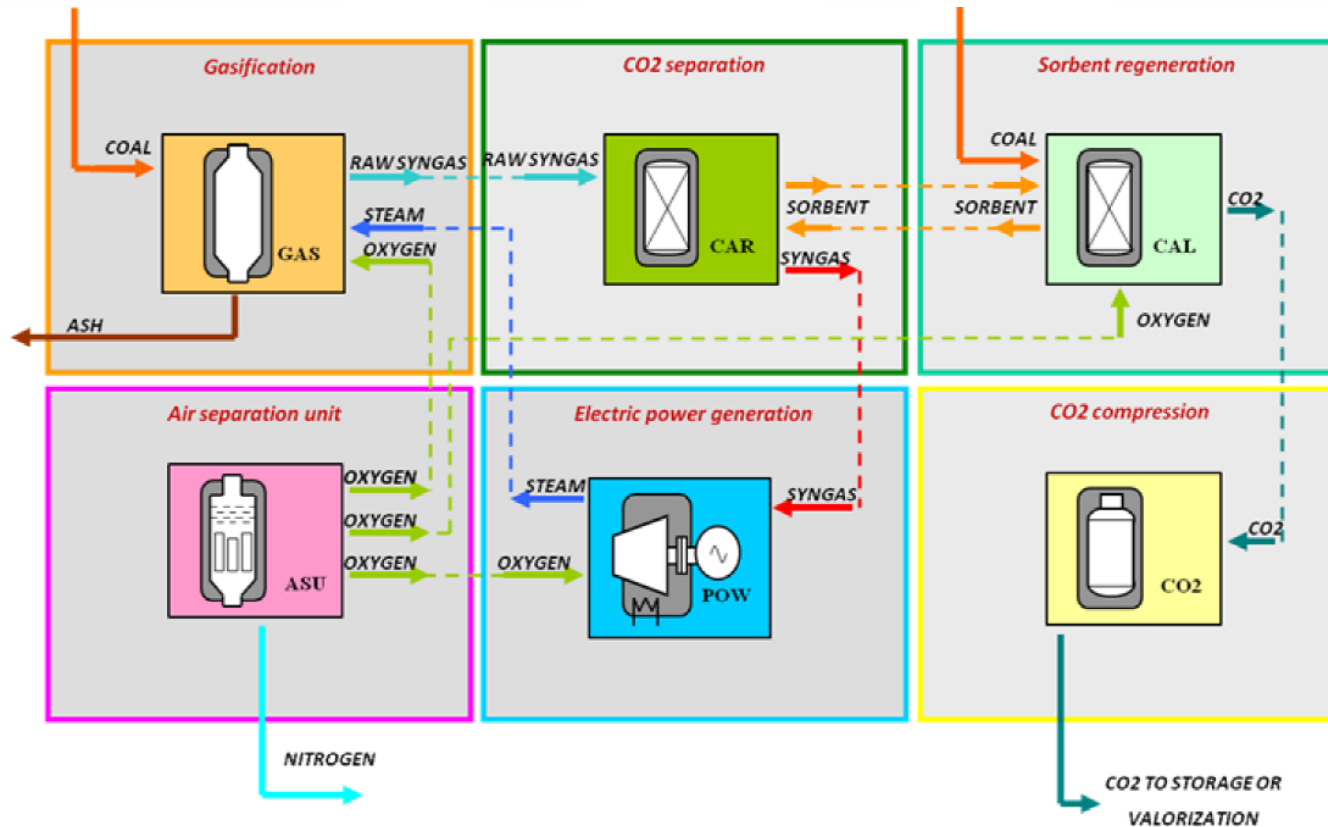 Gasification
CO2 separation
Sorbent regeneration
COAL
RAW SYNGAS
RAW SYNGAS
COAL
STEAM
SORBENT
SORBENT
CO2
OXYGEN
GAS
CAR
CAL
SYNGAS
ASH
OXYGEN
Air separation unit
Electric power generation
CO2 compression
OXYGEN
STEAM
SYNGAS
OXYGEN
CO2
OXYGEN
OXYGEN
ASU
POW
CO2
NITROGEN
CO2 TO STORAGE OR
VALORIZATION